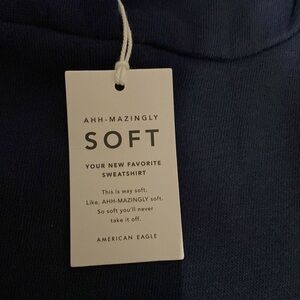 AHH-MAZINGLY
SOFT
YOUR NEW FAVORITE
SWEATSHIRT
This is way soft.
Like, AHH-MAZINGLY soft.
So soft you'll never
take it off.
AMERICAN EAGLE